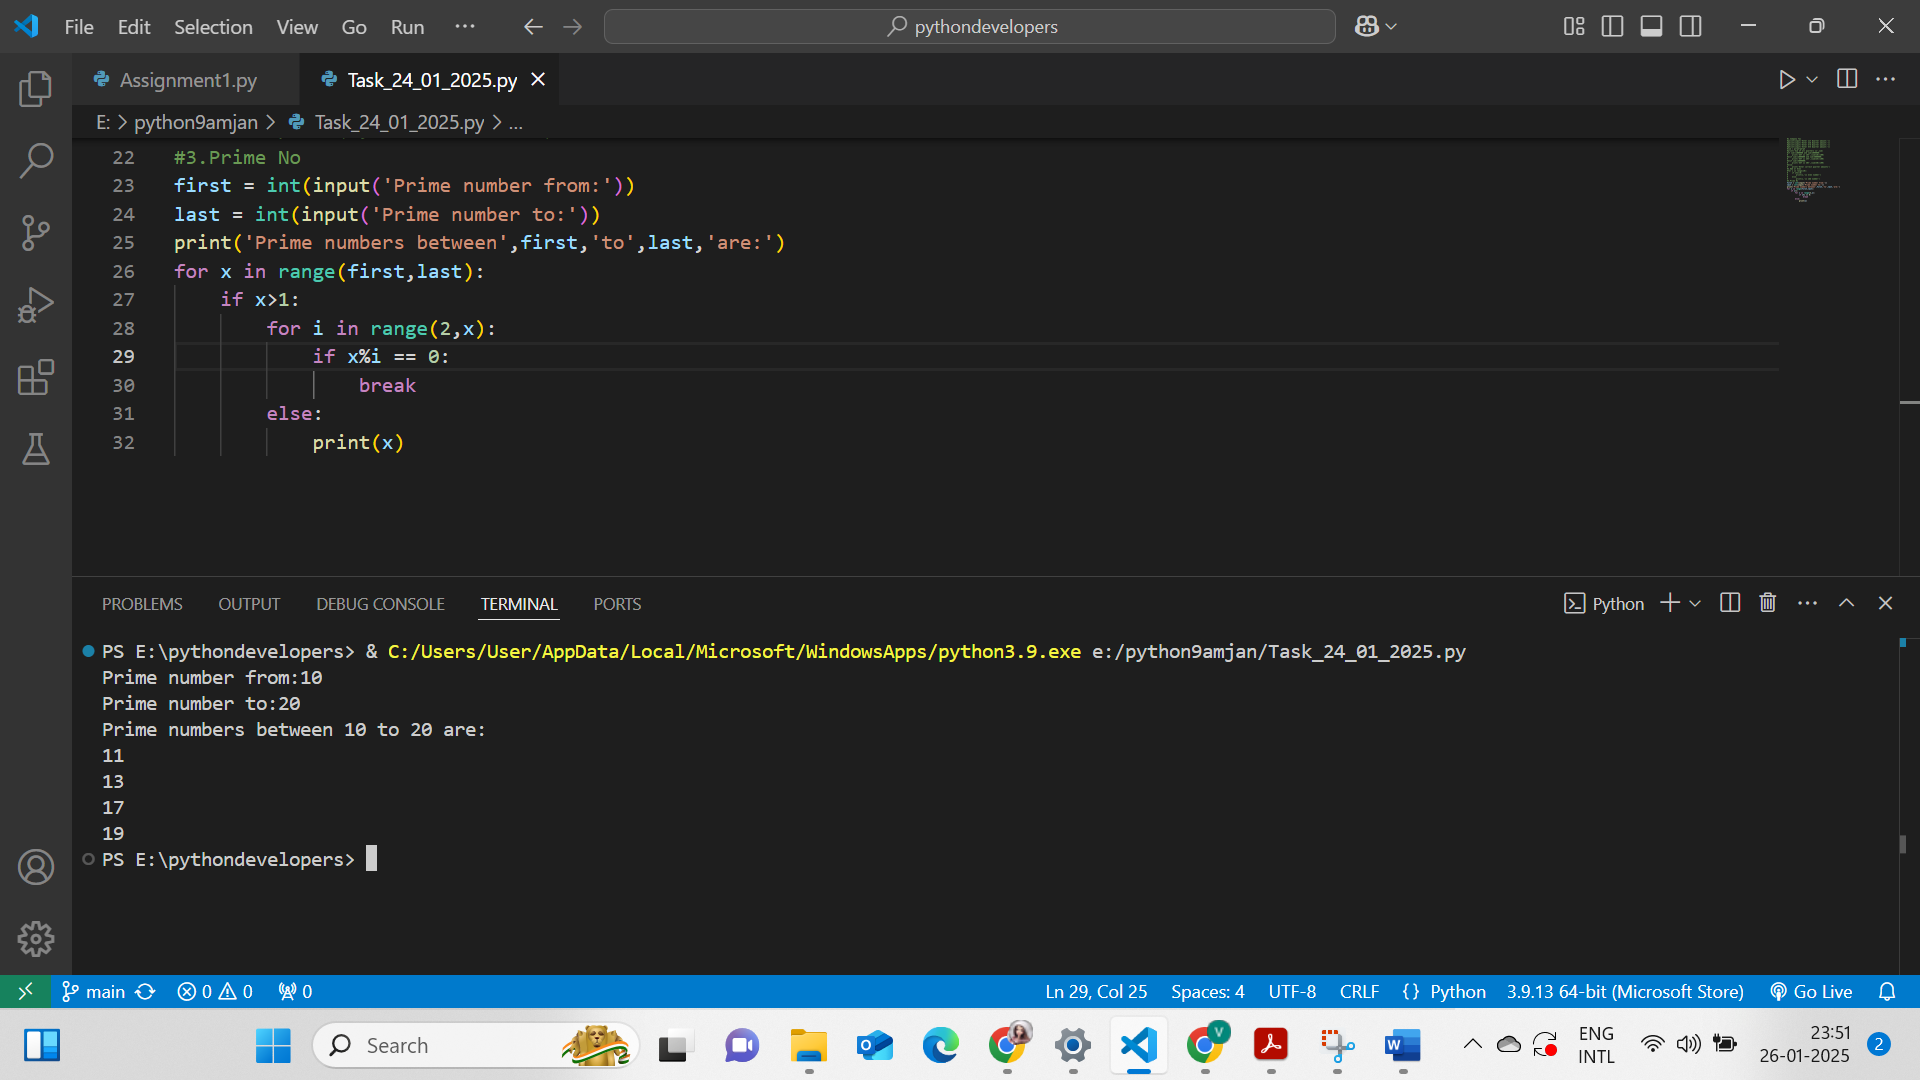 File Edit Selection View Go Run ··· pythondevelopers
Assignment1.py Task_24_01_2025.py
E: > python9amjan > Task_24_01_2025.py > ...
22 #3.Prime No
23 first = int(input('Prime number from:'))
24 last = int(input('Prime number to:'))
25 print('Prime numbers between',first,'to',last,'are:')
26 for x in range(first,last):
27 if x>1:
28 for i in range(2,x):
29 if x%i == 0:
30 break
31 else:
32 print(x)
PROBLEMS OUTPUT DEBUG CONSOLE TERMINAL PORTS Python
PS E:\pythondevelopers> & C:/Users/User/AppData/Local/Microsoft/WindowsApps/python3.9.exe e:/python9amjan/Task_24_01_2025.py
Prime number from:10
Prime number to:20
Prime numbers between 10 to 20 are:
11
13
17
19
PS E:\pythondevelopers>
main 0 0 0 Ln 29, Col 25 Spaces: 4 UTF-8 CRLF {} Python 3.9.13 64-bit (Microsoft Store) Go Live
Search V ENG 23:51
INTL 26-01-2025 2